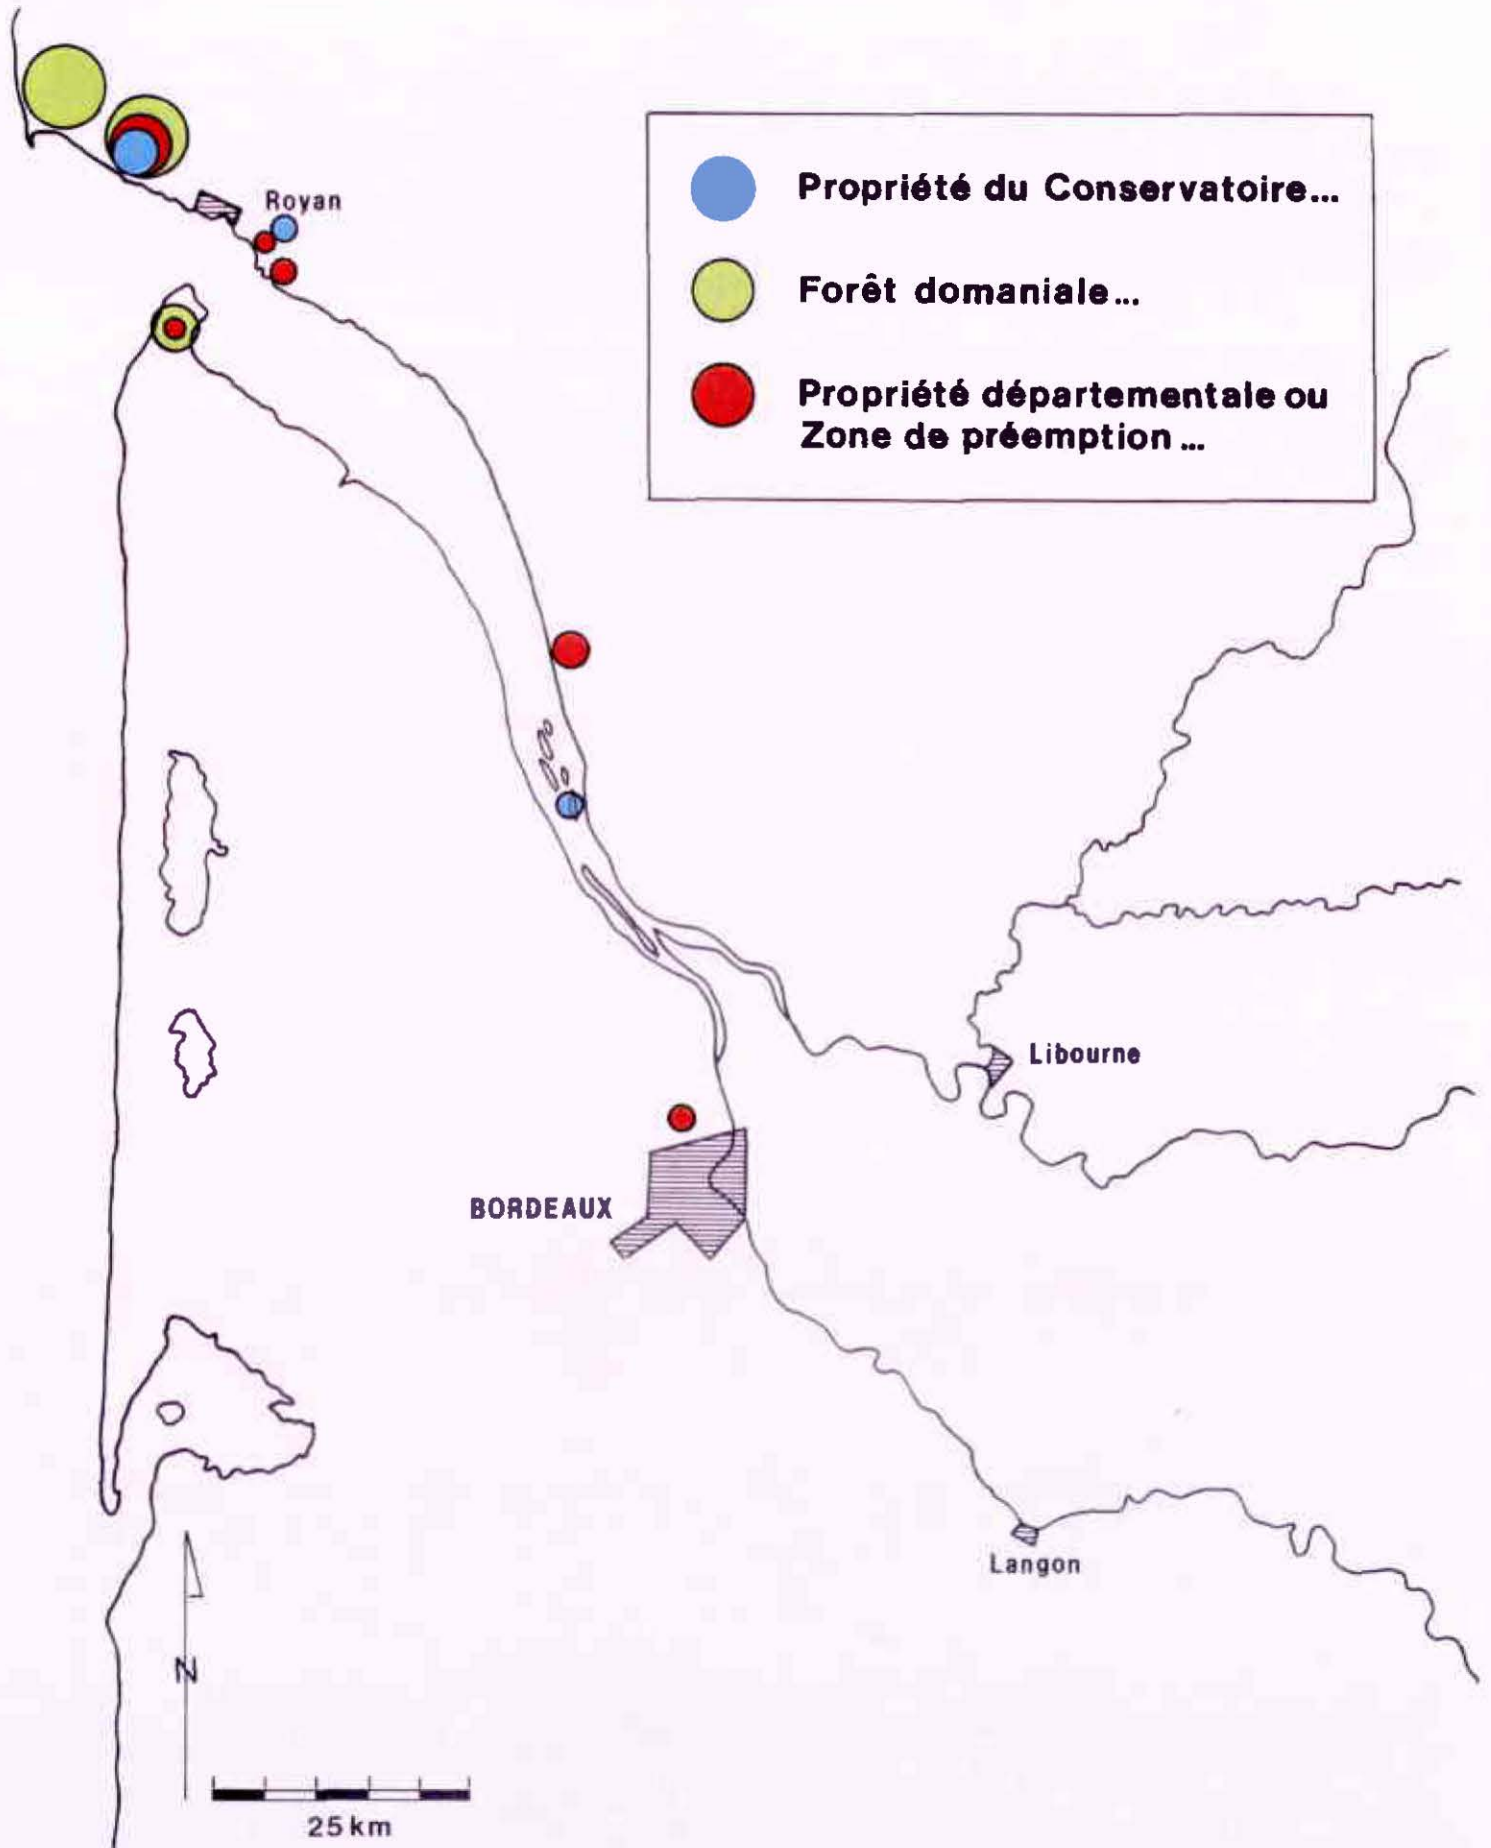 Royan
Propriété du Conservatoire...
Forêt domaniale...
Propriété départementale ou
Zone de préemption...
Libourne
BORDEAUX
Langon
N
25 km